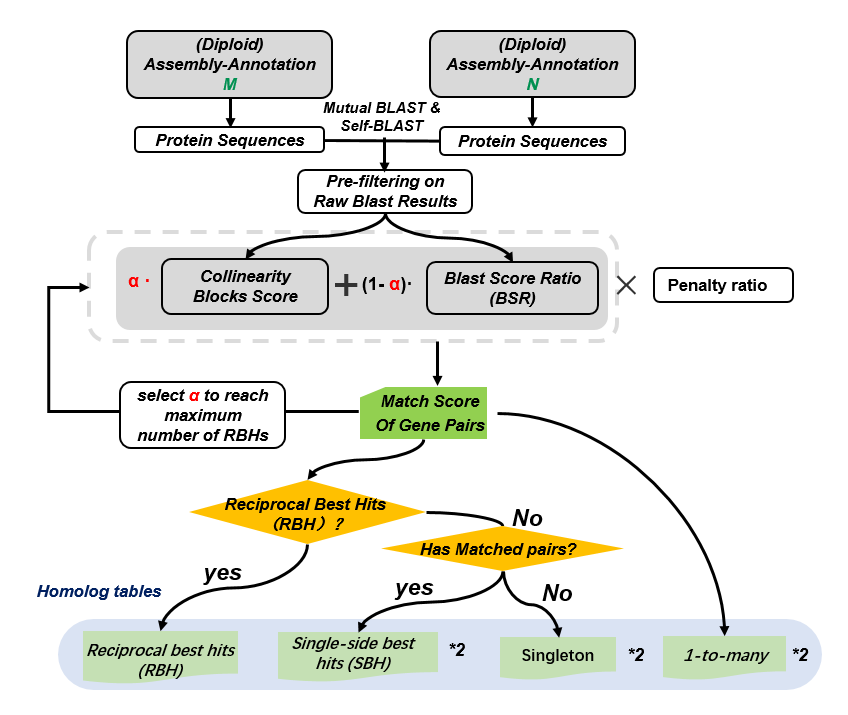 (Diploid)
Assembly-Annotation
M
(Diploid)
Assembly-Annotation
N
Mutual BLAST &
Self-BLAST
Protein Sequences
Protein Sequences
Pre-filtering on
Raw Blast Results
α ·
Collinearity
Blocks Score
+
(1- α)·
Blast Score Ratio
(BSR)
×
Penalty ratio
select α to reach
maximum
number of RBHs
Match Score
Of Gene Pairs
Reciprocal Best Hits
（RBH）？
No
Has Matched pairs?
yes
yes
No
Homolog tables
Reciprocal best hits
(RBH)
Single-side best
hits (SBH)
*2
Singleton
*2
1-to-many
*2